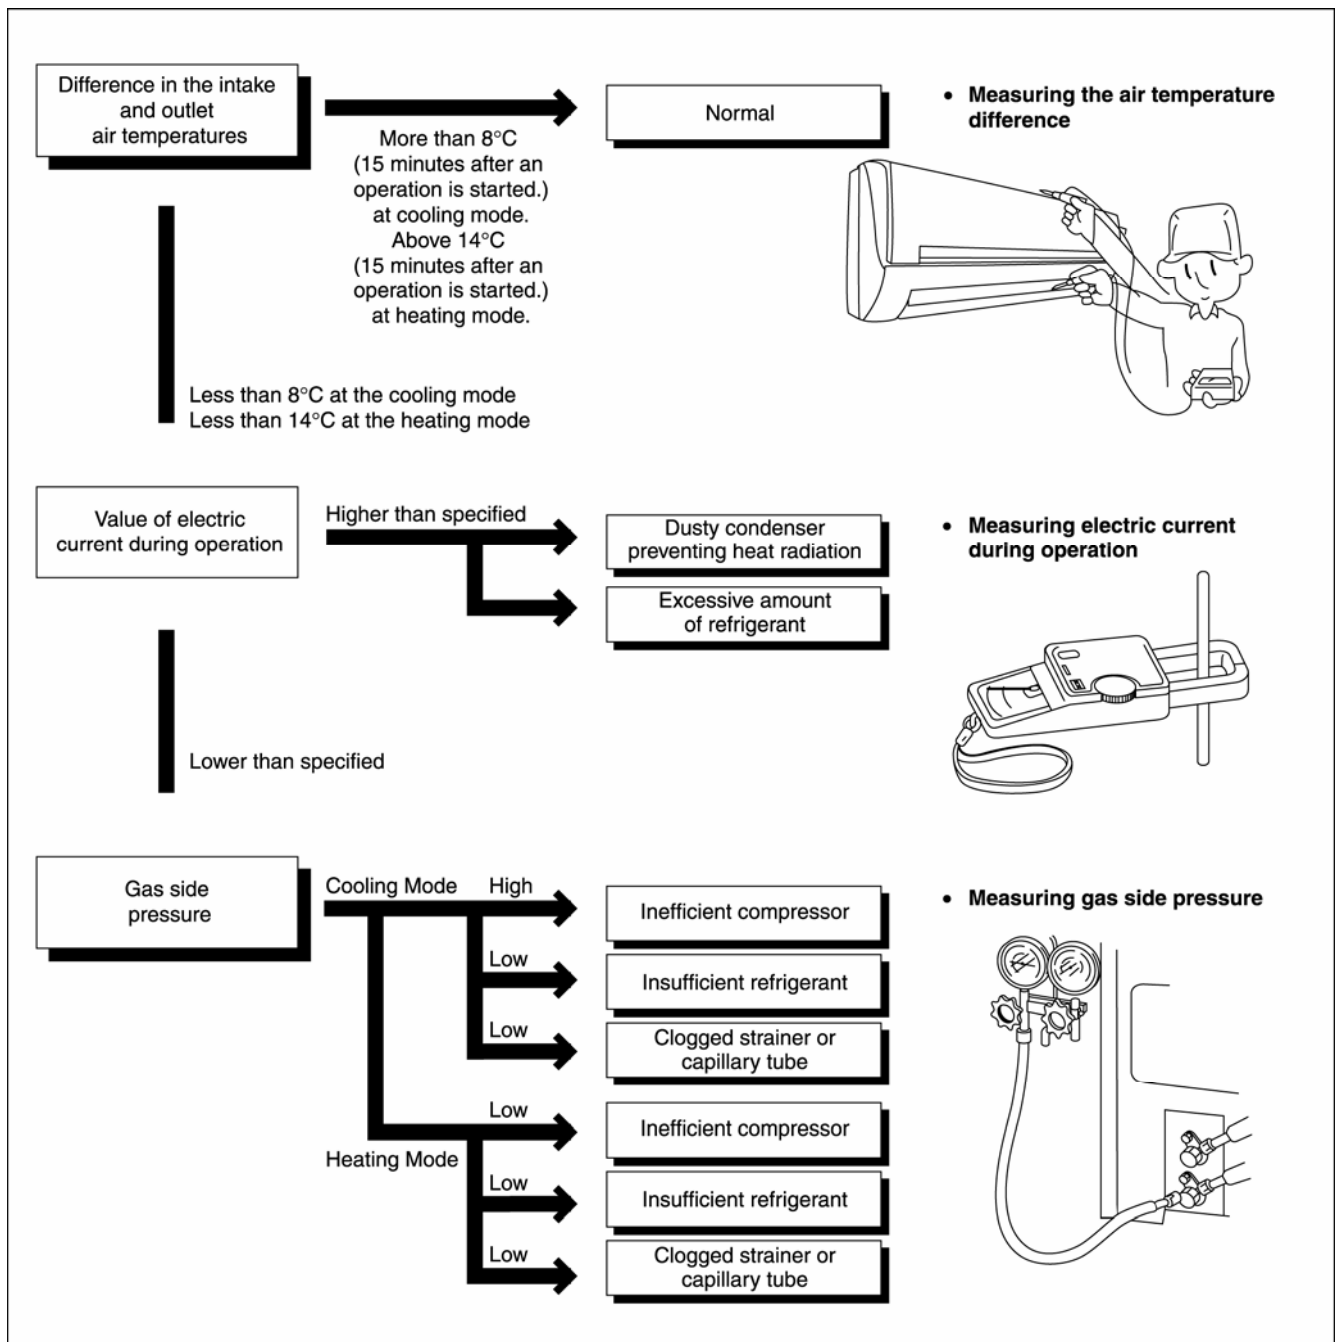 Difference in the intake
and outlet
air temperatures
More than 8°C
(15 minutes after an
operation is started.)
at cooling mode.
Above 14°C
(15 minutes after an
operation is started.)
at heating mode.
Normal
• Measuring the air temperature
difference
Less than 8°C at the cooling mode
Less than 14°C at the heating mode
Value of electric
current during operation
Higher than specified
Dusty condenser
preventing heat radiation
Excessive amount
of refrigerant
• Measuring electric current
during operation
Lower than specified
Gas side
pressure
Cooling Mode
High
Inefficient compressor
Low
Insufficient refrigerant
Low
Clogged strainer or
capillary tube
Heating Mode
Low
Inefficient compressor
Low
Insufficient refrigerant
Low
Clogged strainer or
capillary tube
• Measuring gas side pressure